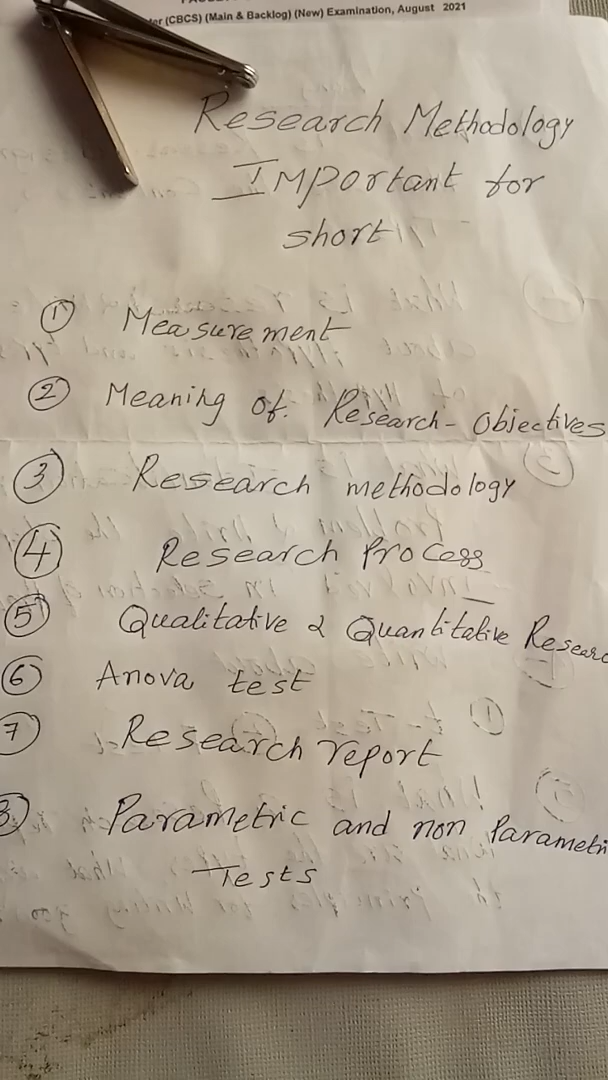 (CBCS) (Main & Backlog) (New) Examination, August 2021
Research Methodology
IMportant for
short
① Measurement
② Meaning of. Research - Objectives
③ Research methodology
④ Research Process
⑤ Qualitative & Quantitative Researc
⑥ Anova test
7 Research report
8) Parametric and non Parametri
Tests